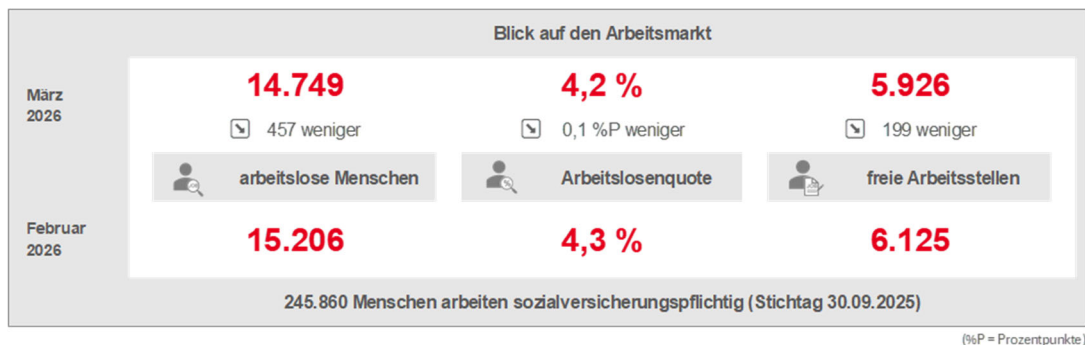 Blick auf den Arbeitsmarkt
März
2026
14.749
4,2 %
5.926
457 weniger
0,1 %P weniger
199 weniger
arbeitslose Menschen
Arbeitslosenquote
freie Arbeitsstellen
Februar
2026
15.206
4,3 %
6.125
245.860 Menschen arbeiten sozialversicherungspflichtig (Stichtag 30.09.2025)
(%P = Prozentpunkte)